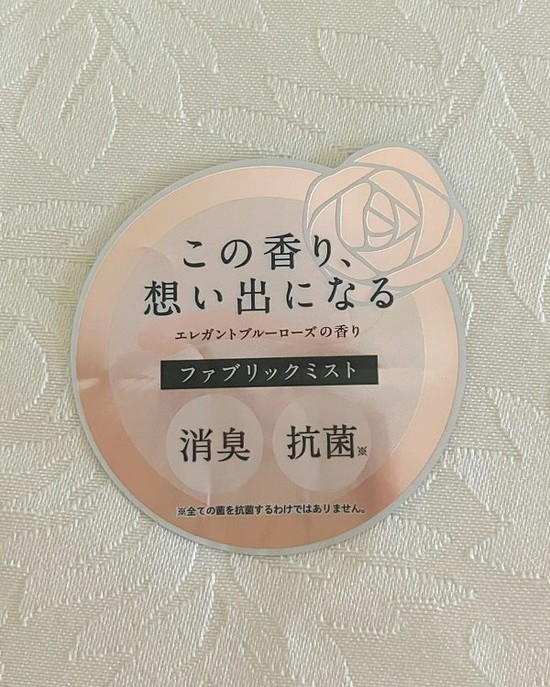 この香り、
想い出になる
エレガントブルーローズの香り
ファブリックミスト
消臭 抗菌※
※全ての菌を抗菌するわけではありません。